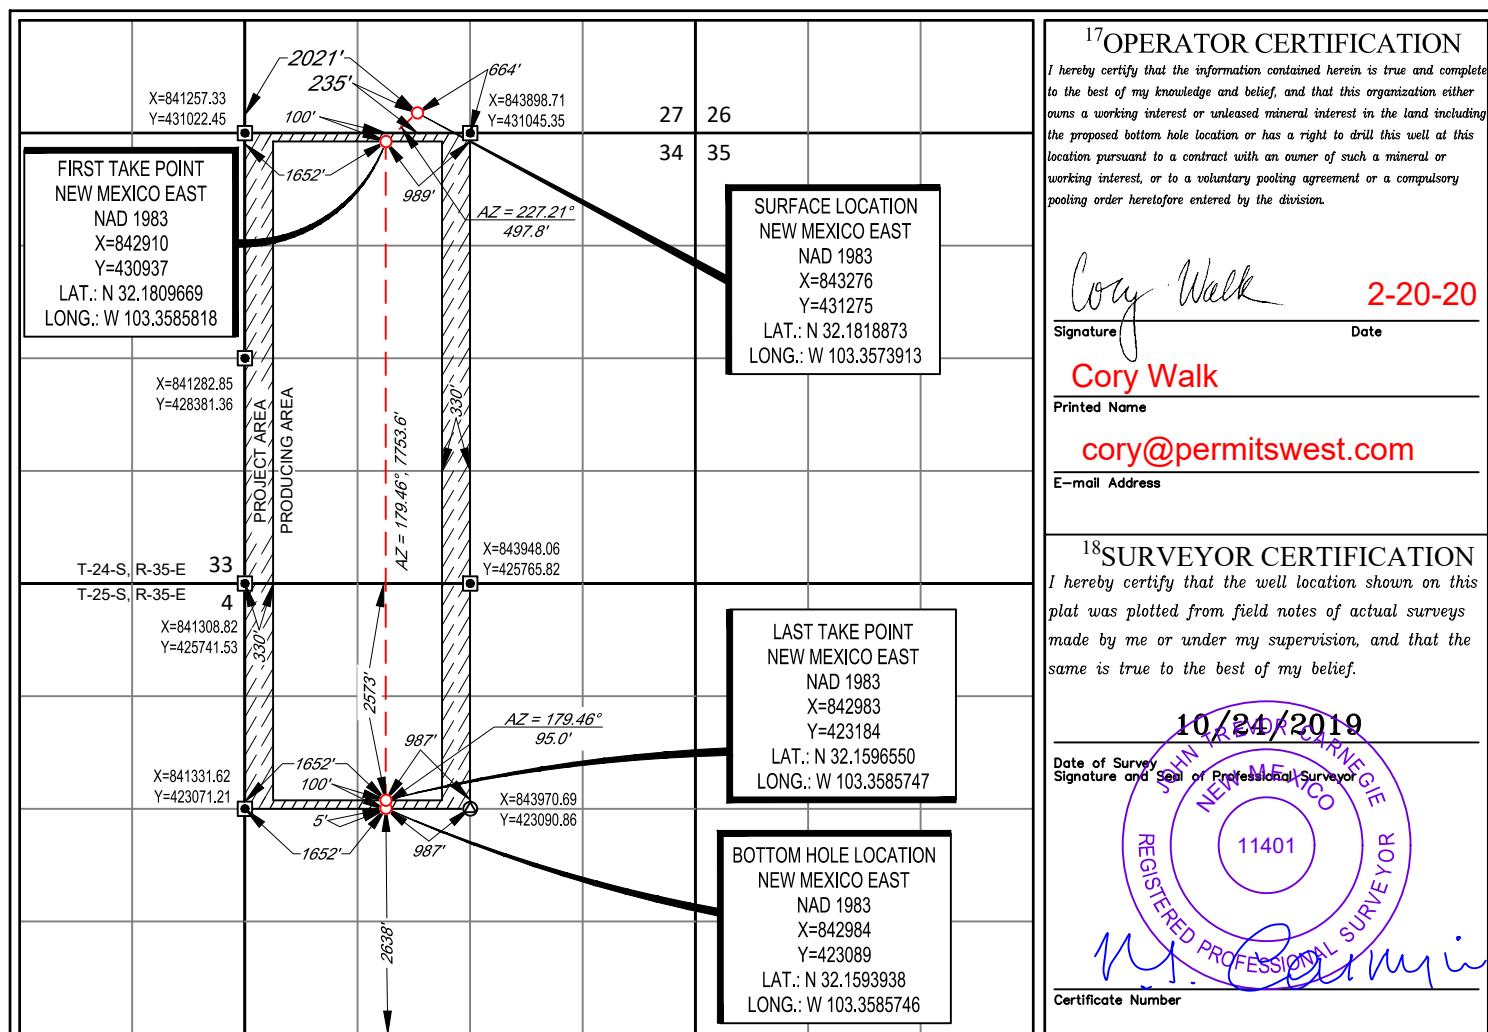 2021'
235'
664'
X=841257.33
Y=431022.45
X=843898.71
Y=431045.35
100'
27 26
34 35
FIRST TAKE POINT
NEW MEXICO EAST
NAD 1983
X=842910
Y=430937
LAT.: N 32.1809669
LONG.: W 103.3585818
1652'
989'
AZ = 227.21°
497.8'
SURFACE LOCATION
NEW MEXICO EAST
NAD 1983
X=843276
Y=431275
LAT.: N 32.1818873
LONG.: W 103.3573913
X=841282.85
Y=428381.36
PROJECT AREA
PRODUCING AREA
AZ = 179.46°, 7753.6'
330'
X=843948.06
Y=425765.82
T-24-S, R-35-E 33
T-25-S, R-35-E 4
X=841308.82
Y=425741.53
330'
2573'
LAST TAKE POINT
NEW MEXICO EAST
NAD 1983
X=842983
Y=423184
LAT.: N 32.1596550
LONG.: W 103.3585747
AZ = 179.46°
95.0'
987'
1652'
100'
X=841331.62
Y=423071.21
X=843970.69
Y=423090.86
5'
1652'
987'
BOTTOM HOLE LOCATION
NEW MEXICO EAST
NAD 1983
X=842984
Y=423089
LAT.: N 32.1593938
LONG.: W 103.3585746
2638'
17OPERATOR CERTIFICATION
I hereby certify that the information contained herein is true and complete
to the best of my knowledge and belief, and that this organization either
owns a working interest or unleased mineral interest in the land including
the proposed bottom hole location or has a right to drill this well at this
location pursuant to a contract with an owner of such a mineral or
working interest, or to a voluntary pooling agreement or a compulsory
pooling order heretofore entered by the division.
Cory Walk
2-20-20
Signature Date
Cory Walk
Printed Name
cory@permitswest.com
E-mail Address
18SURVEYOR CERTIFICATION
I hereby certify that the well location shown on this
plat was plotted from field notes of actual surveys
made by me or under my supervision, and that the
same is true to the best of my belief.
10/24/2019
Date of Survey
Signature and Seal of Professional Surveyor
JOHN TREVOR CARNEGIE
NEW MEXICO
11401
REGISTERED PROFESSIONAL SURVEYOR
Certificate Number